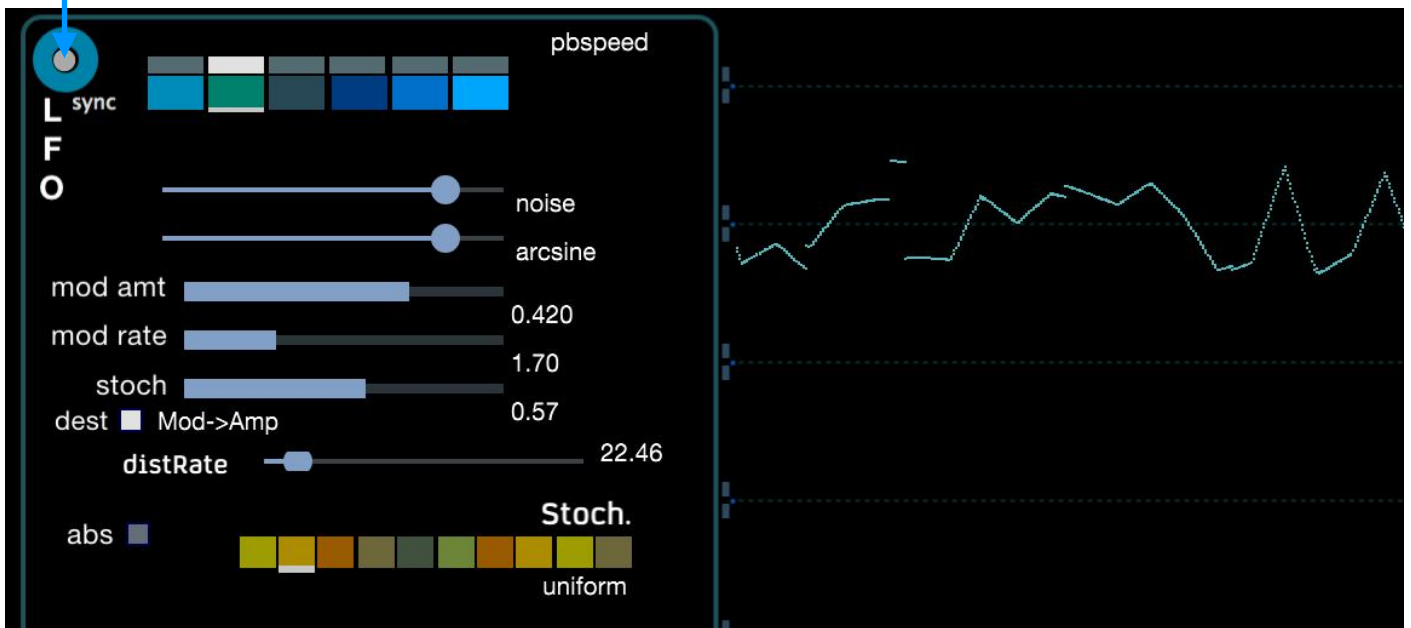 pbspeed
sync
L
F
O
noise
arcsine
mod amt
0.420
mod rate
1.70
stoch
0.57
dest Mod->Amp
distRate 22.46
Stoch.
abs
uniform